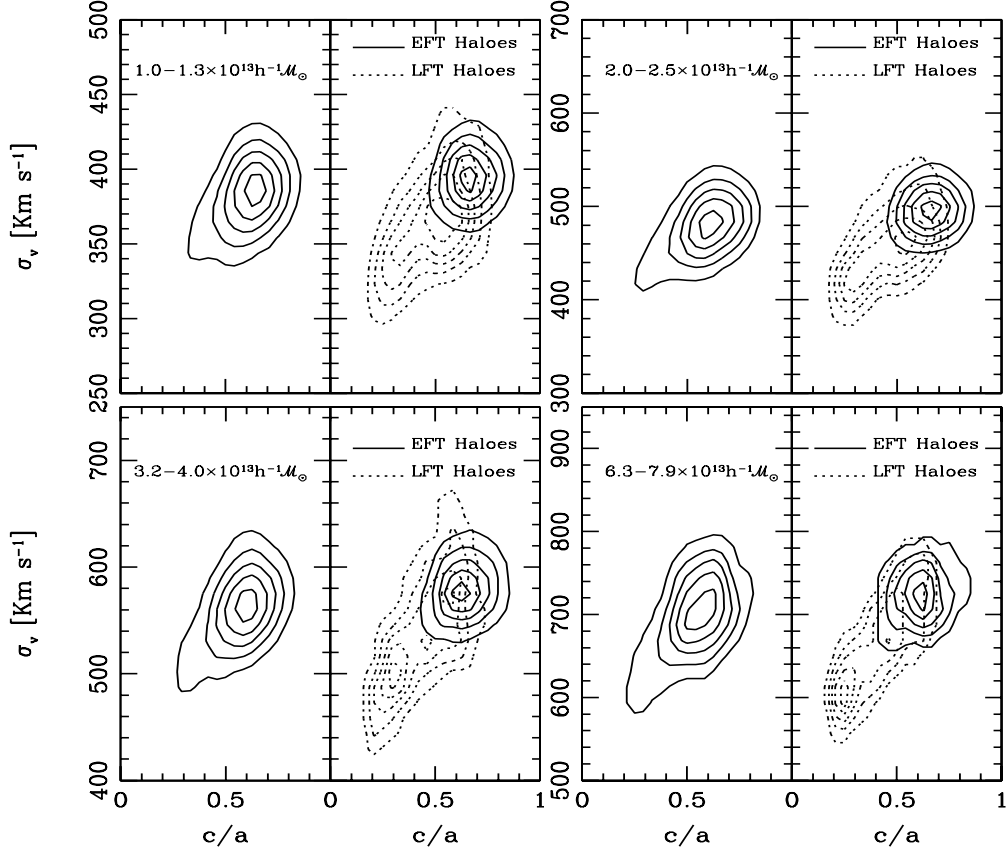 500
450
400
350
300
250
700
600
500
400
300
σᵥ [Km s⁻¹]
1.0−1.3×10¹³h⁻¹ℳ⊙
EFT Haloes
LFT Haloes
2.0−2.5×10¹³h⁻¹ℳ⊙
EFT Haloes
LFT Haloes
700
600
500
400
900
800
700
600
500
σᵥ [Km s⁻¹]
3.2−4.0×10¹³h⁻¹ℳ⊙
EFT Haloes
LFT Haloes
6.3−7.9×10¹³h⁻¹ℳ⊙
EFT Haloes
LFT Haloes
0 0.5 0 0.5 1 0 0.5 0 0.5 1
c/a c/a c/a c/a